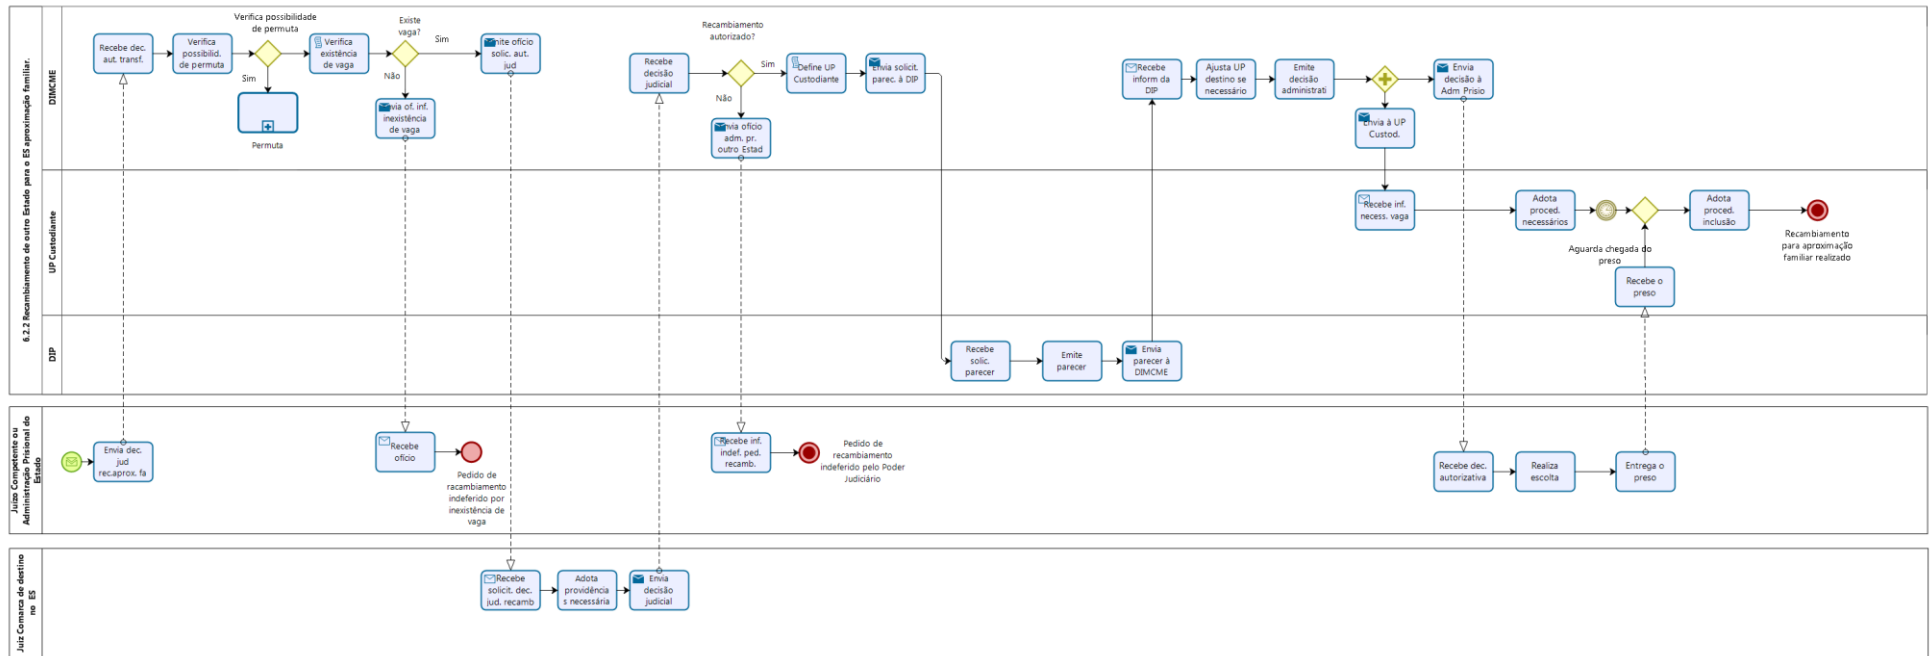 6.2.2 Recambiamento de outro Estado para o ES aproximação familiar.
DIMCME
Recebe dec.
aut. transf.
Verifica
possibilid.
de permuta
Verifica possibilidade
de permuta
Sim
Permuta
Verifica
existência
de vaga
Existe
vaga?
Sim
Não
Envia of. inf.
inexistência
de vaga
Emite ofício
solic. aut.
jud
Recebe
decisão
judicial
Recambiamento
autorizado?
Sim
Não
Envia ofício
adm. pr.
outro Estad
Define UP
Custodiante
Envia solicit.
parec. à DIP
Recebe
inform da
DIP
Ajusta UP
destino se
necessário
Emite
decisão
administrati
Envia
decisão à
Adm Prisio
Envia à UP
Custod.
UP Custodiante
Recebe inf.
necess. vaga
Adota
proced.
necessários
Aguarda chegada do
preso
Adota
proced.
inclusão
Recambiamento
para aproximação
familiar realizado
Recebe o
preso
DIP
Recebe
solic.
parecer
Emite
parecer
Envia
parecer à
DIMCME
Juízo Competente ou
Administração Prisional do
Estado
Envia dec.
jud
rec.aprox. fa
Recebe
ofício
Pedido de
racambiamento
indeferido por
inexistência de
vaga
Recebe inf.
indef. ped.
recamb.
Pedido de
recambiamento
indeferido pelo Poder
Judiciário
Recebe dec.
autorizativa
Realiza
escolta
Entrega o
preso
Juiz Comarca de destino
no ES
Recebe
solicit. dec.
jud. recamb
Adota
providência
s necessária
Envia
decisão
judicial